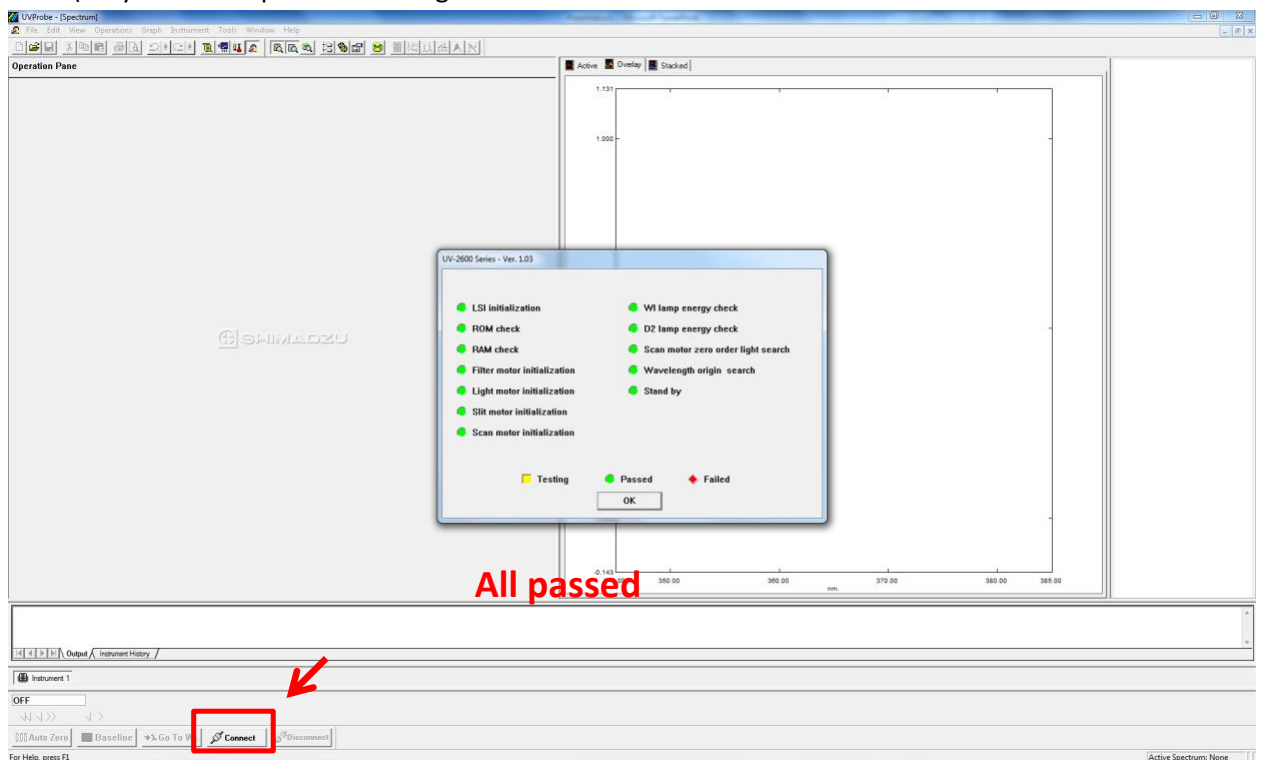 UVProbe - [Spectrum]
File Edit View Operations Graph Instrument Tools Window Help
Operation Pane
Active Overlay Stacked
1.131
1.000
UV-2600 Series - Ver. 1.03
LSI initialization
WI lamp energy check
ROM check
D2 lamp energy check
SHIMADZU
RAM check
Scan motor zero order light search
Filter motor initialization
Wavelength origin search
Light motor initialization
Stand by
Slit motor initialization
Scan motor initialization
Testing Passed Failed
OK
-0.143
350.00 360.00 370.00 380.00 385.00
nm.
All passed
Output Instrument History
Instrument 1
OFF
Auto Zero Baseline Go To Connect Disconnect
For Help, press F1
Active Spectrum: None